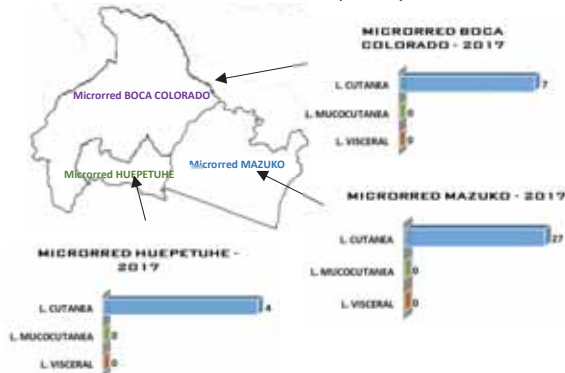 MICRORRED BOCA
COLORADO - 2017
L. CUTANEA
7
L. MUCOCUTANEA
0
L. VISCERAL
0
Microrred BOCA COLORADO
Microrred HUEPETUHE
Microrred MAZUKO
MICRORRED MAZUKO - 2017
L. CUTANEA
27
L. MUCOCUTANEA
0
L. VISCERAL
0
MICRORRED HUEPETUHE -
2017
L. CUTANEA
4
L. MUCOCUTANEA
0
L. VISCERAL
0